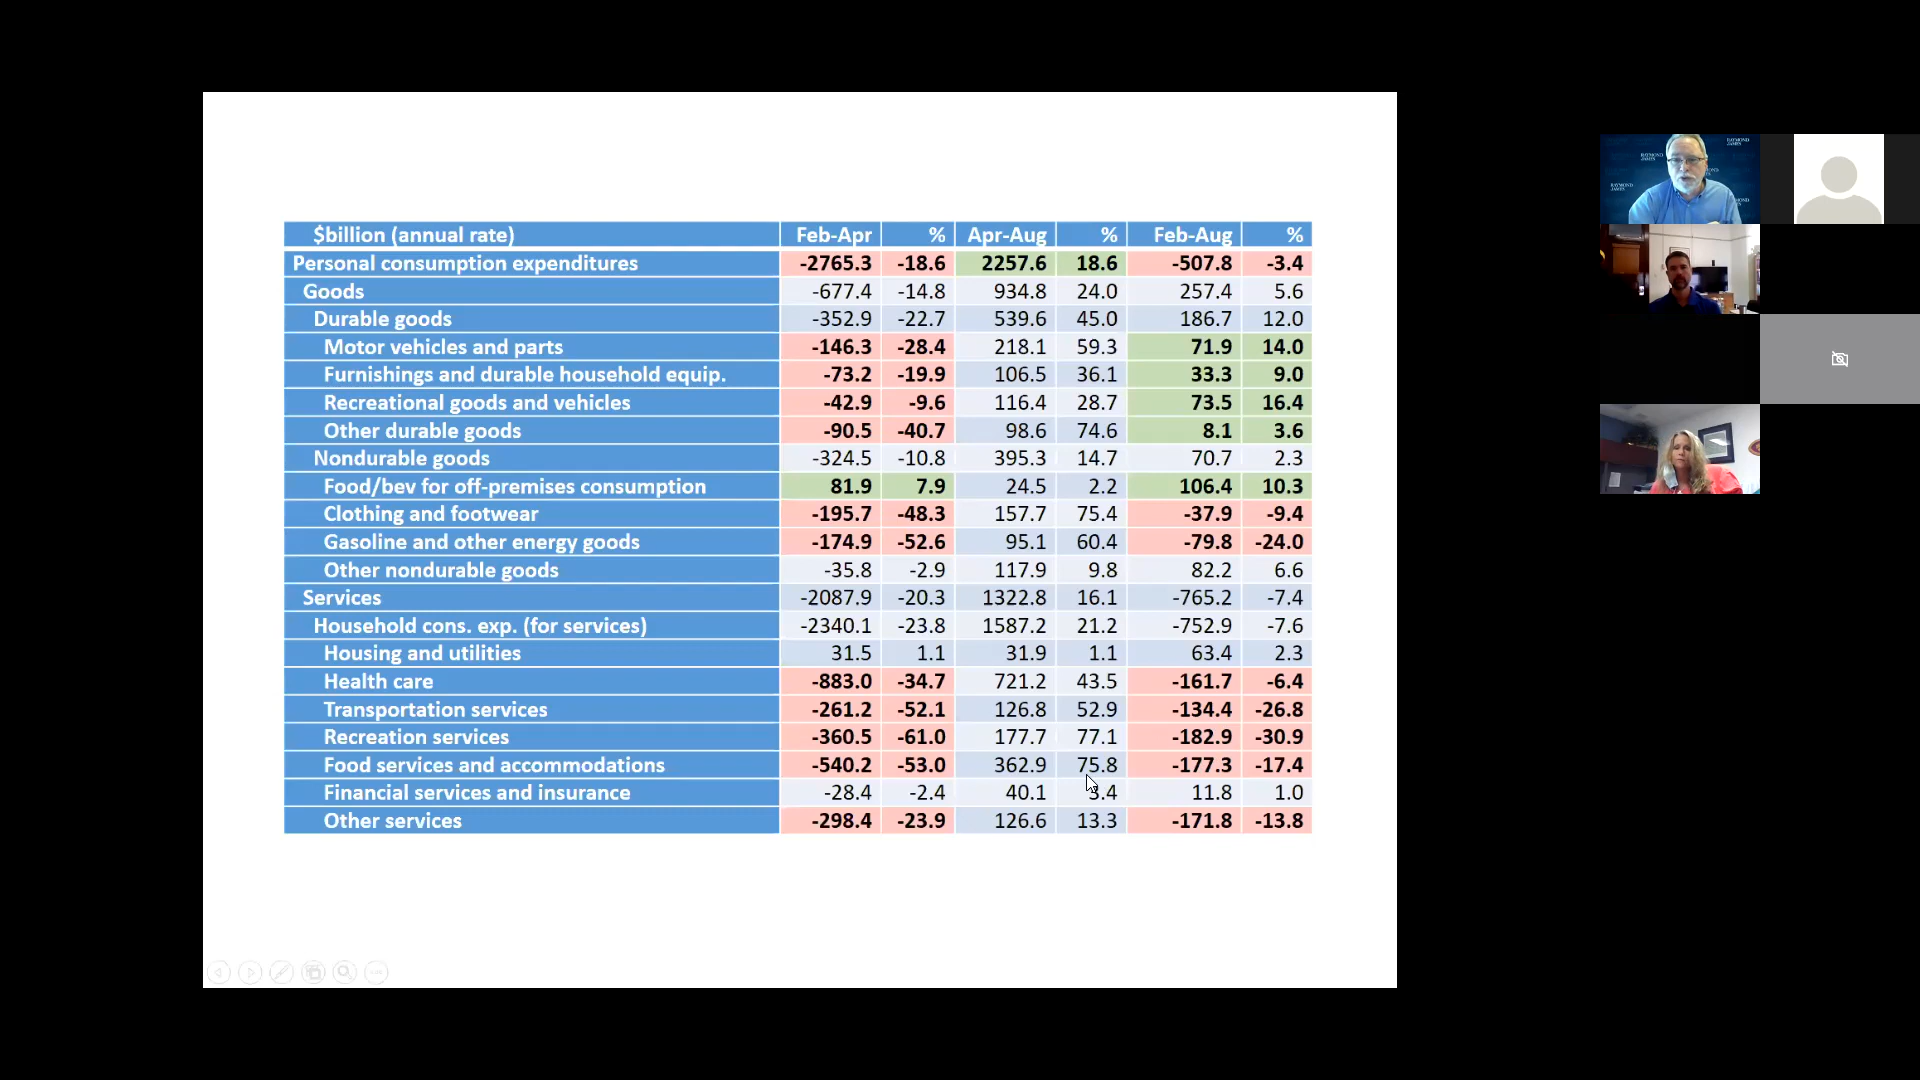 $billion (annual rate) Feb-Apr % Apr-Aug % Feb-Aug %
Personal consumption expenditures -2765.3 -18.6 2257.6 18.6 -507.8 -3.4
Goods -677.4 -14.8 934.8 24.0 257.4 5.6
Durable goods -352.9 -22.7 539.6 45.0 186.7 12.0
Motor vehicles and parts -146.3 -28.4 218.1 59.3 71.9 14.0
Furnishings and durable household equip. -73.2 -19.9 106.5 36.1 33.3 9.0
Recreational goods and vehicles -42.9 -9.6 116.4 28.7 73.5 16.4
Other durable goods -90.5 -40.7 98.6 74.6 8.1 3.6
Nondurable goods -324.5 -10.8 395.3 14.7 70.7 2.3
Food/bev for off-premises consumption 81.9 7.9 24.5 2.2 106.4 10.3
Clothing and footwear -195.7 -48.3 157.7 75.4 -37.9 -9.4
Gasoline and other energy goods -174.9 -52.6 95.1 60.4 -79.8 -24.0
Other nondurable goods -35.8 -2.9 117.9 9.8 82.2 6.6
Services -2087.9 -20.3 1322.8 16.1 -765.2 -7.4
Household cons. exp. (for services) -2340.1 -23.8 1587.2 21.2 -752.9 -7.6
Housing and utilities 31.5 1.1 31.9 1.1 63.4 2.3
Health care -883.0 -34.7 721.2 43.5 -161.7 -6.4
Transportation services -261.2 -52.1 126.8 52.9 -134.4 -26.8
Recreation services -360.5 -61.0 177.7 77.1 -182.9 -30.9
Food services and accommodations -540.2 -53.0 362.9 75.8 -177.3 -17.4
Financial services and insurance -28.4 -2.4 40.1 3.4 11.8 1.0
Other services -298.4 -23.9 126.6 13.3 -171.8 -13.8
RAYMOND JAMES
RAYMOND JAMES
RAYMOND JAMES